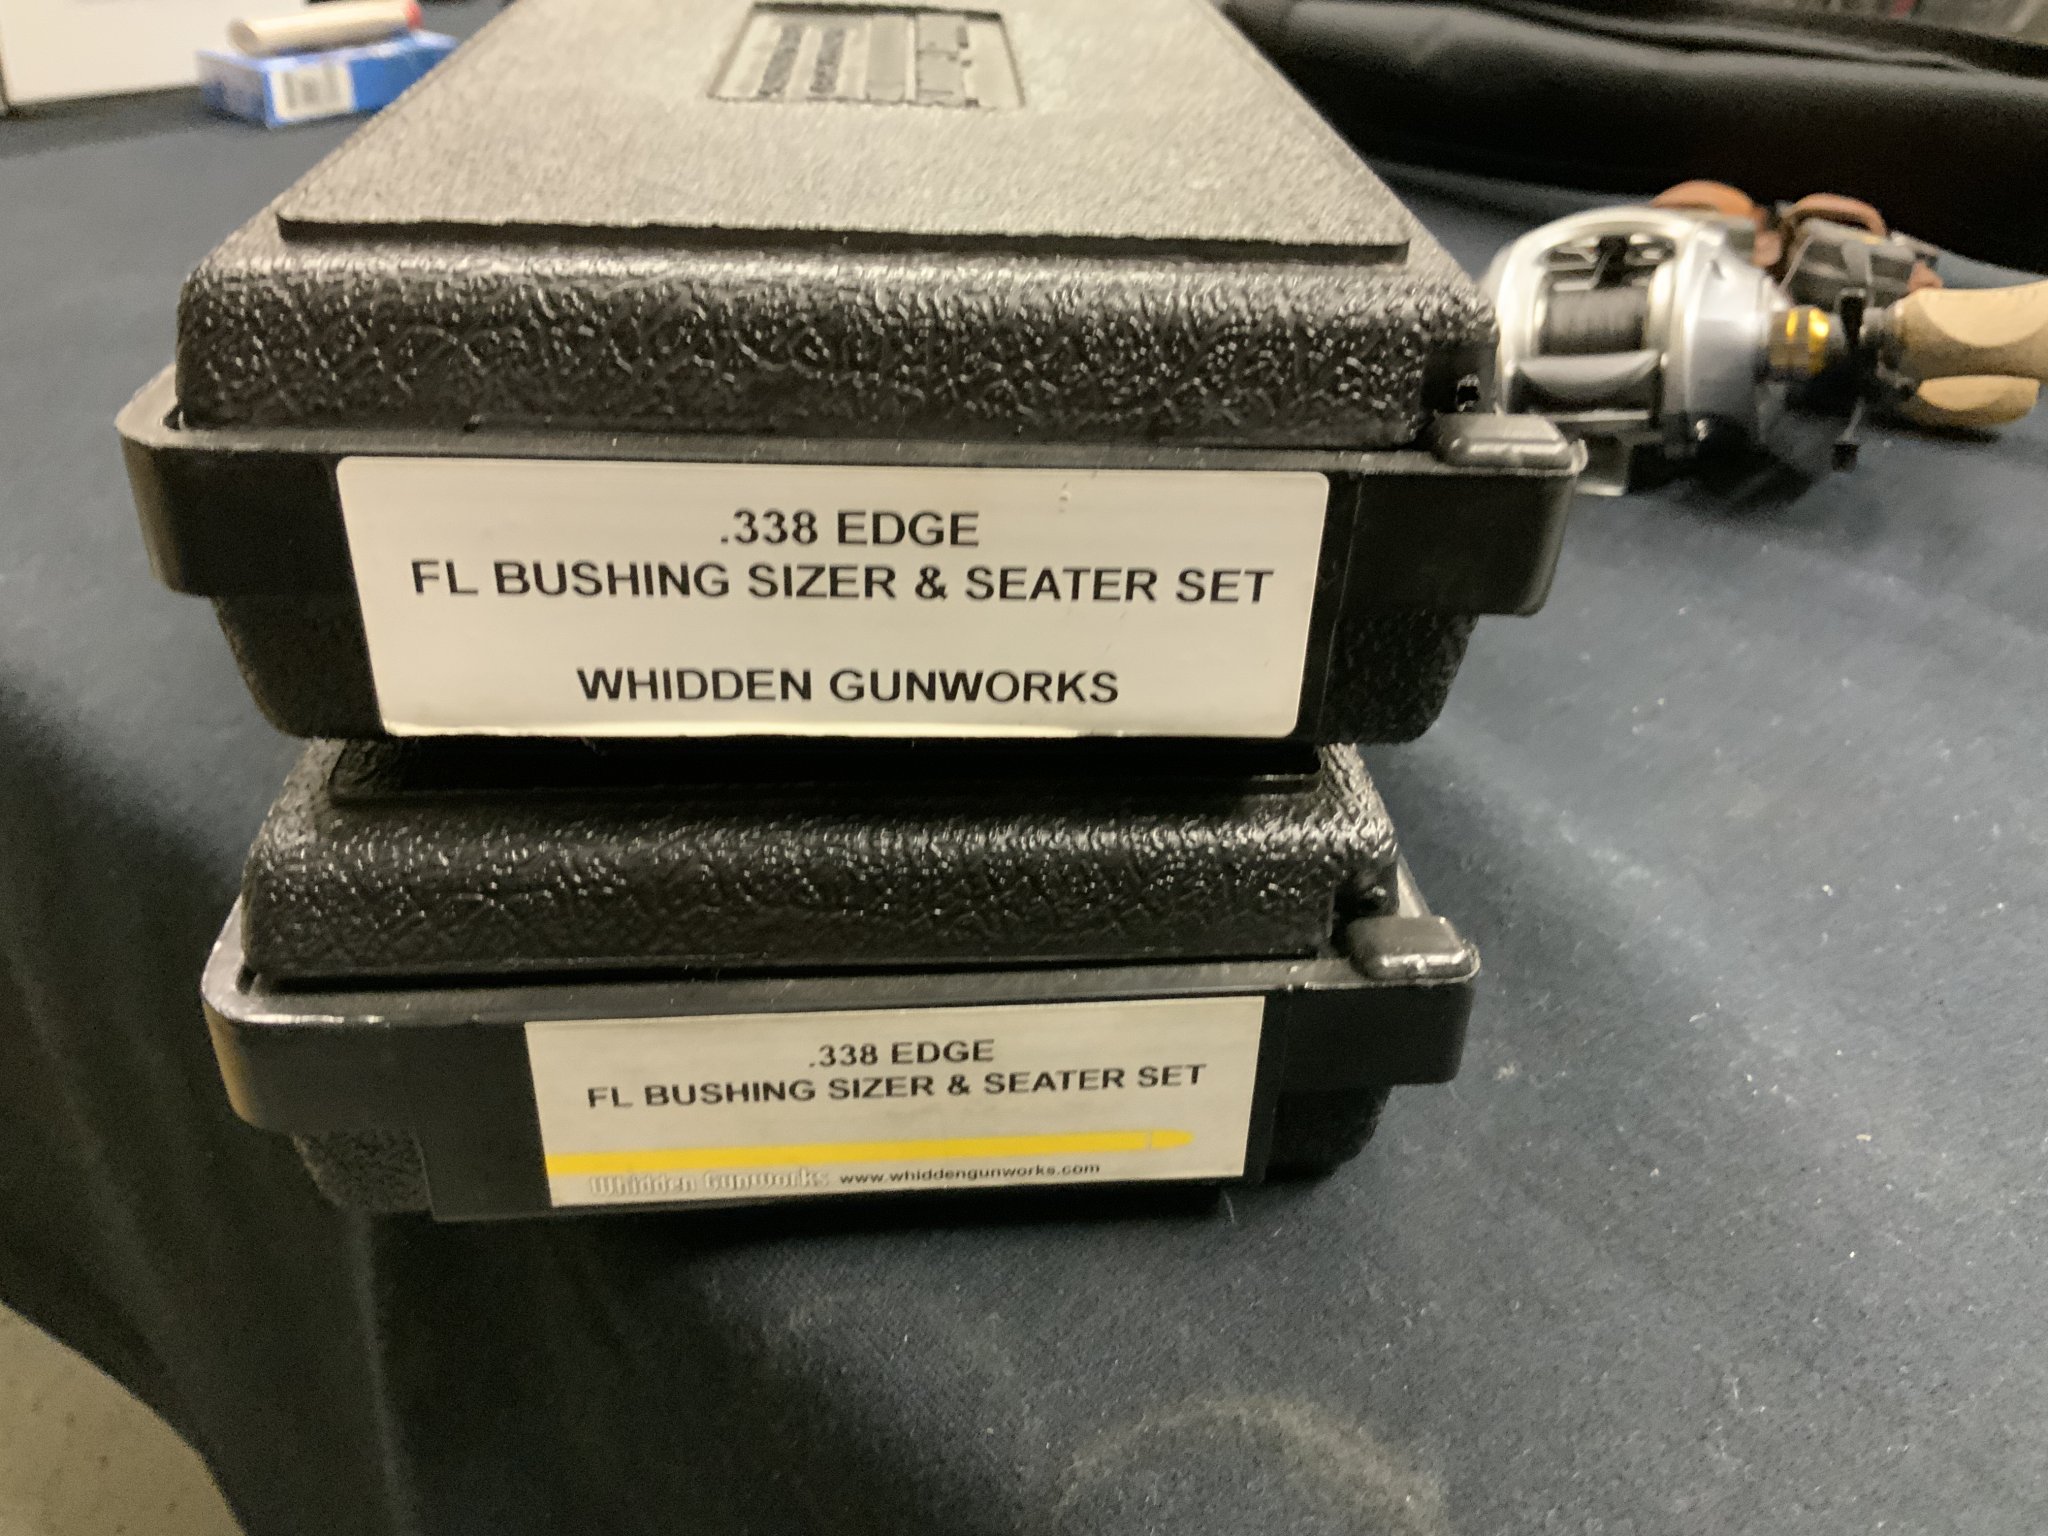 .338 EDGE
FL BUSHING SIZER & SEATER SET
WHIDDEN GUNWORKS
.338 EDGE
FL BUSHING SIZER & SEATER SET
Whidden Gunworks www.whiddengunworks.com